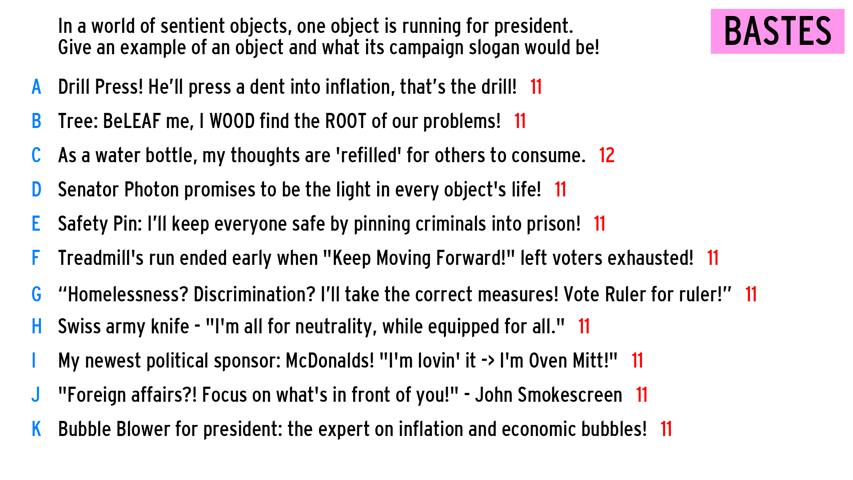 In a world of sentient objects, one object is running for president.
Give an example of an object and what its campaign slogan would be!
BASTES
A Drill Press! He’ll press a dent into inflation, that’s the drill! 11
B Tree: BeLEAF me, I WOOD find the ROOT of our problems! 11
C As a water bottle, my thoughts are 'refilled' for others to consume. 12
D Senator Photon promises to be the light in every object's life! 11
E Safety Pin: I’ll keep everyone safe by pinning criminals into prison! 11
F Treadmill's run ended early when "Keep Moving Forward!" left voters exhausted! 11
G “Homelessness? Discrimination? I’ll take the correct measures! Vote Ruler for ruler!” 11
H Swiss army knife - "I'm all for neutrality, while equipped for all." 11
I My newest political sponsor: McDonalds! "I'm lovin' it -> I'm Oven Mitt!" 11
J "Foreign affairs?! Focus on what's in front of you!" - John Smokescreen 11
K Bubble Blower for president: the expert on inflation and economic bubbles! 11